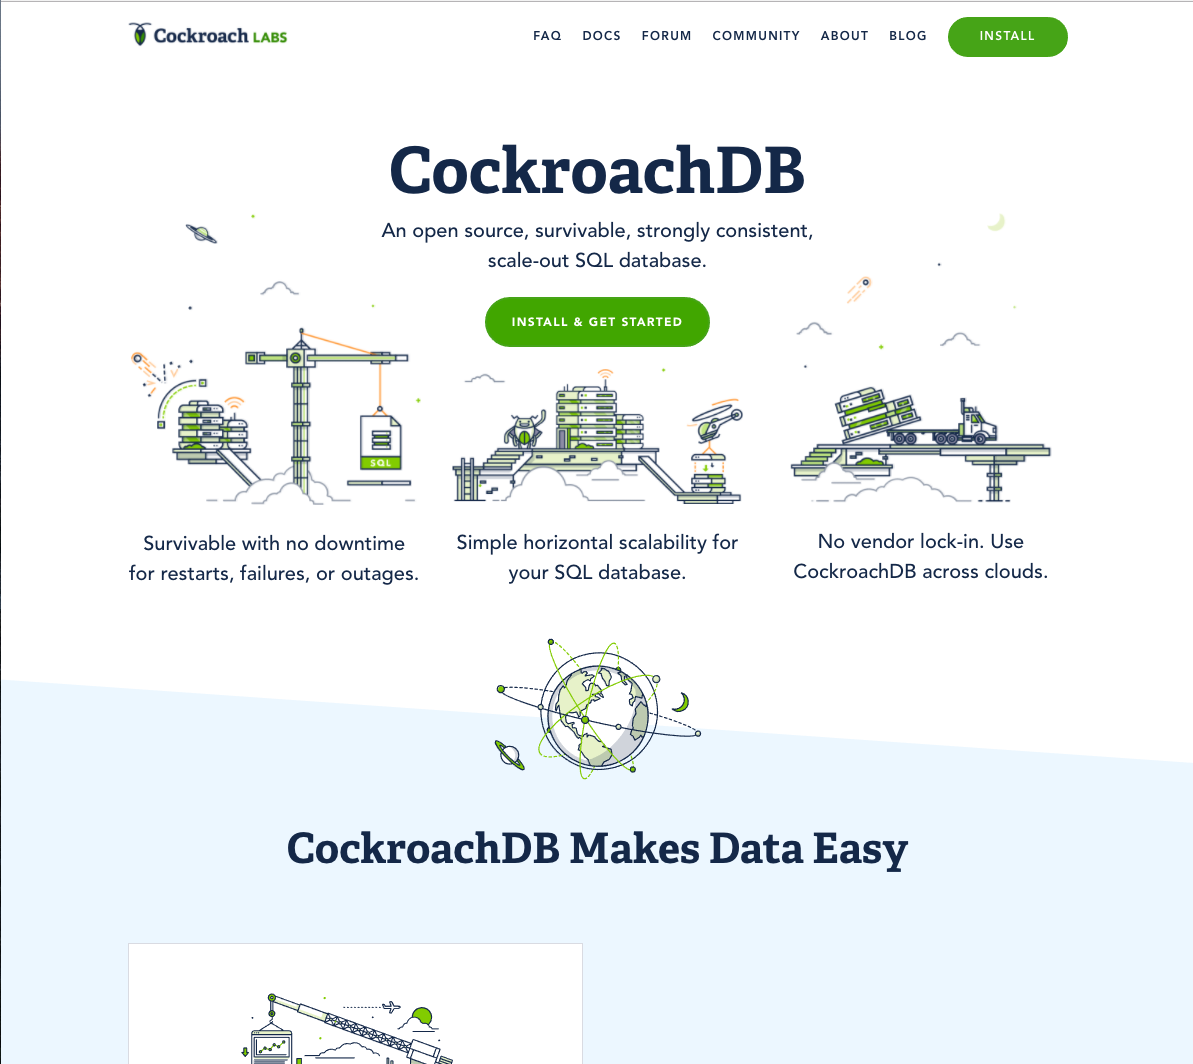 Cockroach LABS
FAQ DOCS FORUM COMMUNITY ABOUT BLOG INSTALL
CockroachDB
An open source, survivable, strongly consistent,
scale-out SQL database.
INSTALL & GET STARTED
SQL
Survivable with no downtime
for restarts, failures, or outages.
Simple horizontal scalability for
your SQL database.
No vendor lock-in. Use
CockroachDB across clouds.
CockroachDB Makes Data Easy